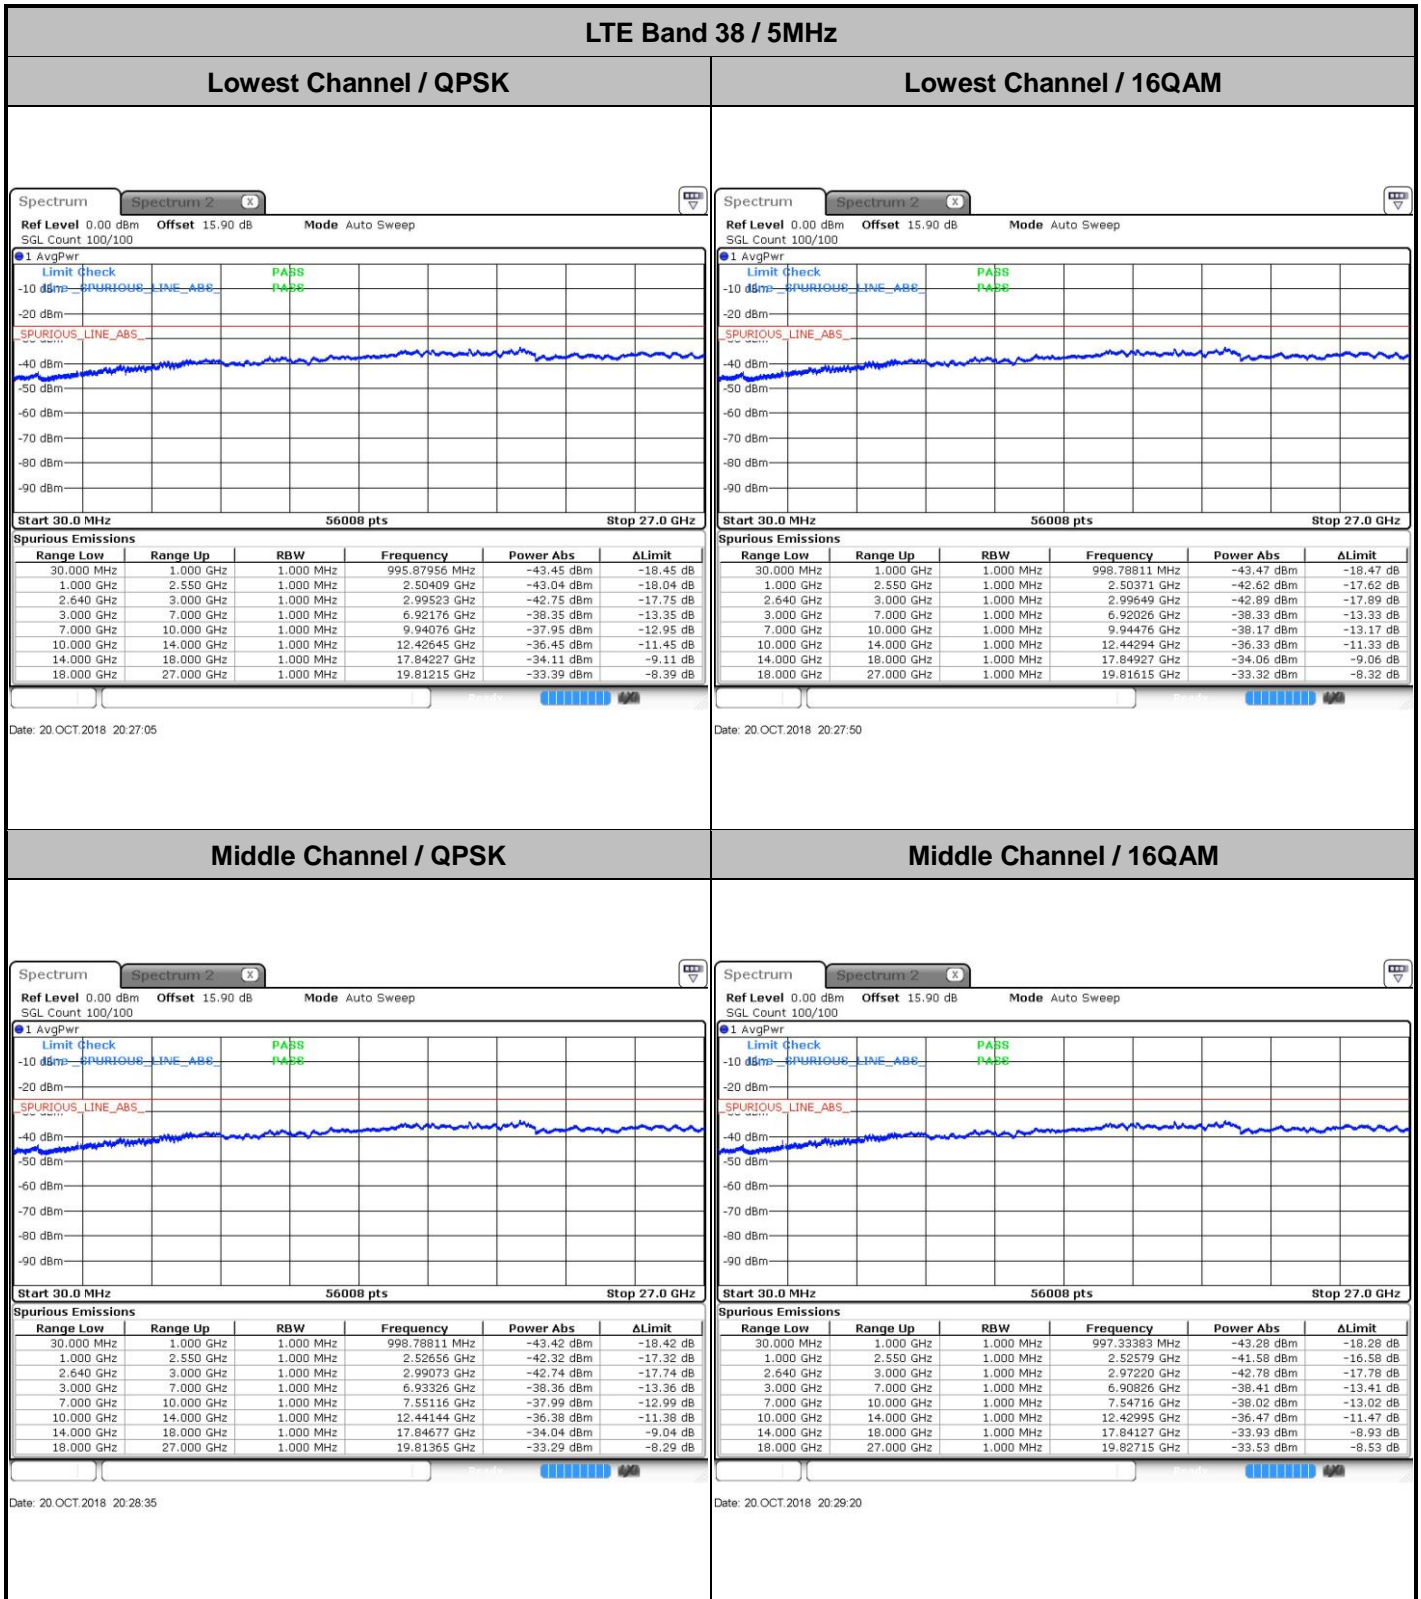 LTE Band 38 / 5MHz
Lowest Channel / QPSK
Lowest Channel / 16QAM
Spectrum
Spectrum 2
Ref Level 0.00 dBm Offset 15.90 dB Mode Auto Sweep
SGL Count 100/100
1 AvgPwr
Limit Check PASS
-10 dBm
Line _SPURIOUS_LINE_ABS_ PASS
-20 dBm
_SPURIOUS_LINE_ABS_
-40 dBm
-50 dBm
-60 dBm
-70 dBm
-80 dBm
-90 dBm
Start 30.0 MHz 56008 pts Stop 27.0 GHz
Spurious Emissions
Range Low Range Up RBW Frequency Power Abs ΔLimit
30.000 MHz 1.000 GHz 1.000 MHz 995.87956 MHz -43.45 dBm -18.45 dB
1.000 GHz 2.550 GHz 1.000 MHz 2.50409 GHz -43.04 dBm -18.04 dB
2.640 GHz 3.000 GHz 1.000 MHz 2.99523 GHz -42.75 dBm -17.75 dB
3.000 GHz 7.000 GHz 1.000 MHz 6.92176 GHz -38.35 dBm -13.35 dB
7.000 GHz 10.000 GHz 1.000 MHz 9.94076 GHz -37.95 dBm -12.95 dB
10.000 GHz 14.000 GHz 1.000 MHz 12.42645 GHz -36.45 dBm -11.45 dB
14.000 GHz 18.000 GHz 1.000 MHz 17.84227 GHz -34.11 dBm -9.11 dB
18.000 GHz 27.000 GHz 1.000 MHz 19.81215 GHz -33.39 dBm -8.39 dB
Date: 20.OCT.2018 20:27:05
Spectrum
Spectrum 2
Ref Level 0.00 dBm Offset 15.90 dB Mode Auto Sweep
SGL Count 100/100
1 AvgPwr
Limit Check PASS
-10 dBm
Line _SPURIOUS_LINE_ABS_ PASS
-20 dBm
_SPURIOUS_LINE_ABS_
-40 dBm
-50 dBm
-60 dBm
-70 dBm
-80 dBm
-90 dBm
Start 30.0 MHz 56008 pts Stop 27.0 GHz
Spurious Emissions
Range Low Range Up RBW Frequency Power Abs ΔLimit
30.000 MHz 1.000 GHz 1.000 MHz 998.78811 MHz -43.47 dBm -18.47 dB
1.000 GHz 2.550 GHz 1.000 MHz 2.50371 GHz -42.62 dBm -17.62 dB
2.640 GHz 3.000 GHz 1.000 MHz 2.99649 GHz -42.89 dBm -17.89 dB
3.000 GHz 7.000 GHz 1.000 MHz 6.92026 GHz -38.33 dBm -13.33 dB
7.000 GHz 10.000 GHz 1.000 MHz 9.94476 GHz -38.17 dBm -13.17 dB
10.000 GHz 14.000 GHz 1.000 MHz 12.44294 GHz -36.33 dBm -11.33 dB
14.000 GHz 18.000 GHz 1.000 MHz 17.84927 GHz -34.06 dBm -9.06 dB
18.000 GHz 27.000 GHz 1.000 MHz 19.81615 GHz -33.32 dBm -8.32 dB
Date: 20.OCT.2018 20:27:50
Middle Channel / QPSK
Middle Channel / 16QAM
Spectrum
Spectrum 2
Ref Level 0.00 dBm Offset 15.90 dB Mode Auto Sweep
SGL Count 100/100
1 AvgPwr
Limit Check PASS
-10 dBm
Line _SPURIOUS_LINE_ABS_ PASS
-20 dBm
_SPURIOUS_LINE_ABS_
-40 dBm
-50 dBm
-60 dBm
-70 dBm
-80 dBm
-90 dBm
Start 30.0 MHz 56008 pts Stop 27.0 GHz
Spurious Emissions
Range Low Range Up RBW Frequency Power Abs ΔLimit
30.000 MHz 1.000 GHz 1.000 MHz 998.78811 MHz -43.42 dBm -18.42 dB
1.000 GHz 2.550 GHz 1.000 MHz 2.52656 GHz -42.32 dBm -17.32 dB
2.640 GHz 3.000 GHz 1.000 MHz 2.99073 GHz -42.74 dBm -17.74 dB
3.000 GHz 7.000 GHz 1.000 MHz 6.93326 GHz -38.36 dBm -13.36 dB
7.000 GHz 10.000 GHz 1.000 MHz 7.55116 GHz -37.99 dBm -12.99 dB
10.000 GHz 14.000 GHz 1.000 MHz 12.44144 GHz -36.38 dBm -11.38 dB
14.000 GHz 18.000 GHz 1.000 MHz 17.84677 GHz -34.04 dBm -9.04 dB
18.000 GHz 27.000 GHz 1.000 MHz 19.81365 GHz -33.29 dBm -8.29 dB
Date: 20.OCT.2018 20:28:35
Spectrum
Spectrum 2
Ref Level 0.00 dBm Offset 15.90 dB Mode Auto Sweep
SGL Count 100/100
1 AvgPwr
Limit Check PASS
-10 dBm
Line _SPURIOUS_LINE_ABS_ PASS
-20 dBm
_SPURIOUS_LINE_ABS_
-40 dBm
-50 dBm
-60 dBm
-70 dBm
-80 dBm
-90 dBm
Start 30.0 MHz 56008 pts Stop 27.0 GHz
Spurious Emissions
Range Low Range Up RBW Frequency Power Abs ΔLimit
30.000 MHz 1.000 GHz 1.000 MHz 997.33383 MHz -43.28 dBm -18.28 dB
1.000 GHz 2.550 GHz 1.000 MHz 2.52579 GHz -41.58 dBm -16.58 dB
2.640 GHz 3.000 GHz 1.000 MHz 2.97220 GHz -42.78 dBm -17.78 dB
3.000 GHz 7.000 GHz 1.000 MHz 6.90826 GHz -38.41 dBm -13.41 dB
7.000 GHz 10.000 GHz 1.000 MHz 7.54716 GHz -38.02 dBm -13.02 dB
10.000 GHz 14.000 GHz 1.000 MHz 12.42995 GHz -36.47 dBm -11.47 dB
14.000 GHz 18.000 GHz 1.000 MHz 17.84127 GHz -33.93 dBm -8.93 dB
18.000 GHz 27.000 GHz 1.000 MHz 19.82715 GHz -33.53 dBm -8.53 dB
Date: 20.OCT.2018 20:29:20